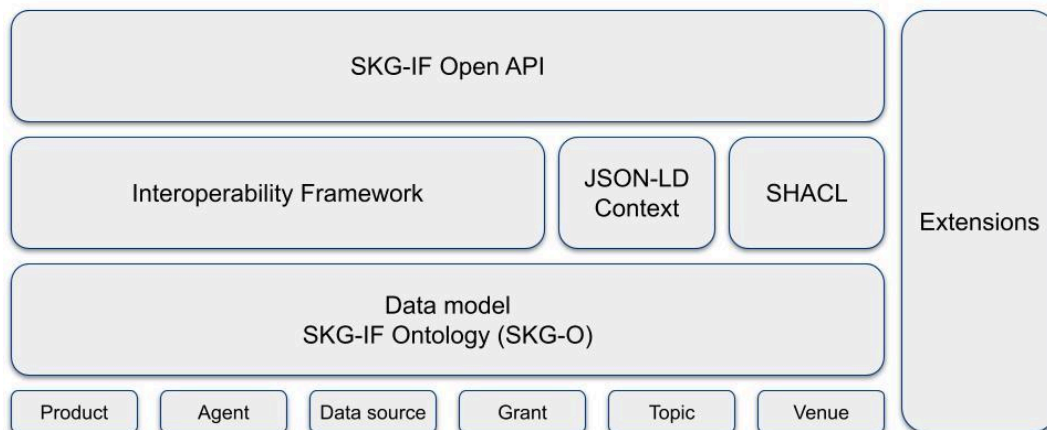 SKG-IF Open API
Interoperability Framework
JSON-LD
Context
SHACL
Extensions
Data model
SKG-IF Ontology (SKG-O)
Product
Agent
Data source
Grant
Topic
Venue